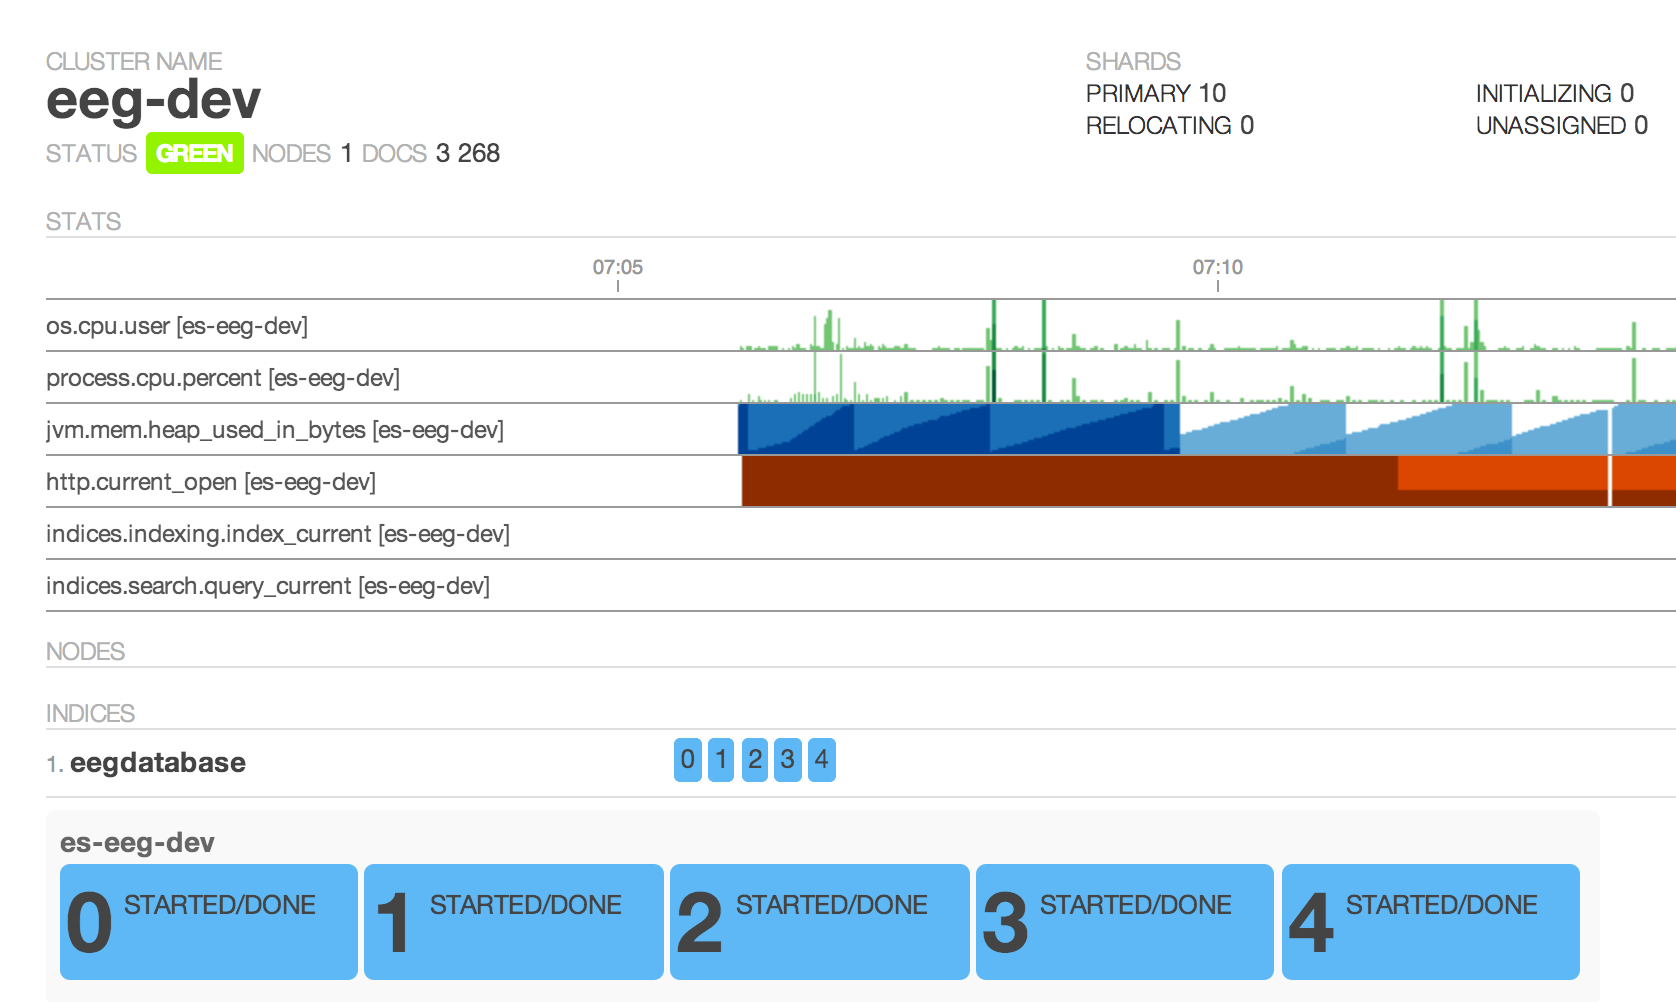 CLUSTER NAME
eeg-dev
STATUS GREEN NODES 1 DOCS 3 268
SHARDS
PRIMARY 10 INITIALIZING 0
RELOCATING 0 UNASSIGNED 0
STATS
07:05 07:10
os.cpu.user [es-eeg-dev]
process.cpu.percent [es-eeg-dev]
jvm.mem.heap_used_in_bytes [es-eeg-dev]
http.current_open [es-eeg-dev]
indices.indexing.index_current [es-eeg-dev]
indices.search.query_current [es-eeg-dev]
NODES
INDICES
1. eegdatabase 0 1 2 3 4
es-eeg-dev
0 STARTED/DONE 1 STARTED/DONE 2 STARTED/DONE 3 STARTED/DONE 4 STARTED/DONE